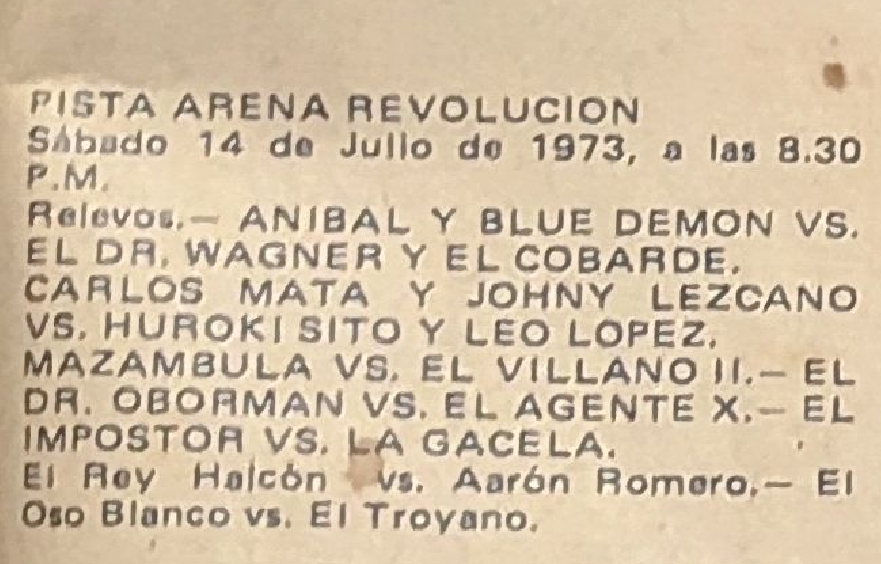 PISTA ARENA REVOLUCION
Sábado 14 de Julio de 1973, a las 8.30
P.M.
Relevos.— ANIBAL Y BLUE DEMON VS.
EL DR. WAGNER Y EL COBARDE.
CARLOS MATA Y JOHNY LEZCANO
VS. HUROKI SITO Y LEO LOPEZ.
MAZAMBULA VS. EL VILLANO II.— EL
DR. OBORMAN VS. EL AGENTE X.— EL
IMPOSTOR VS. LA GACELA.
El Rey Halcón vs. Aarón Romero.— El
Oso Blanco vs. El Troyano.